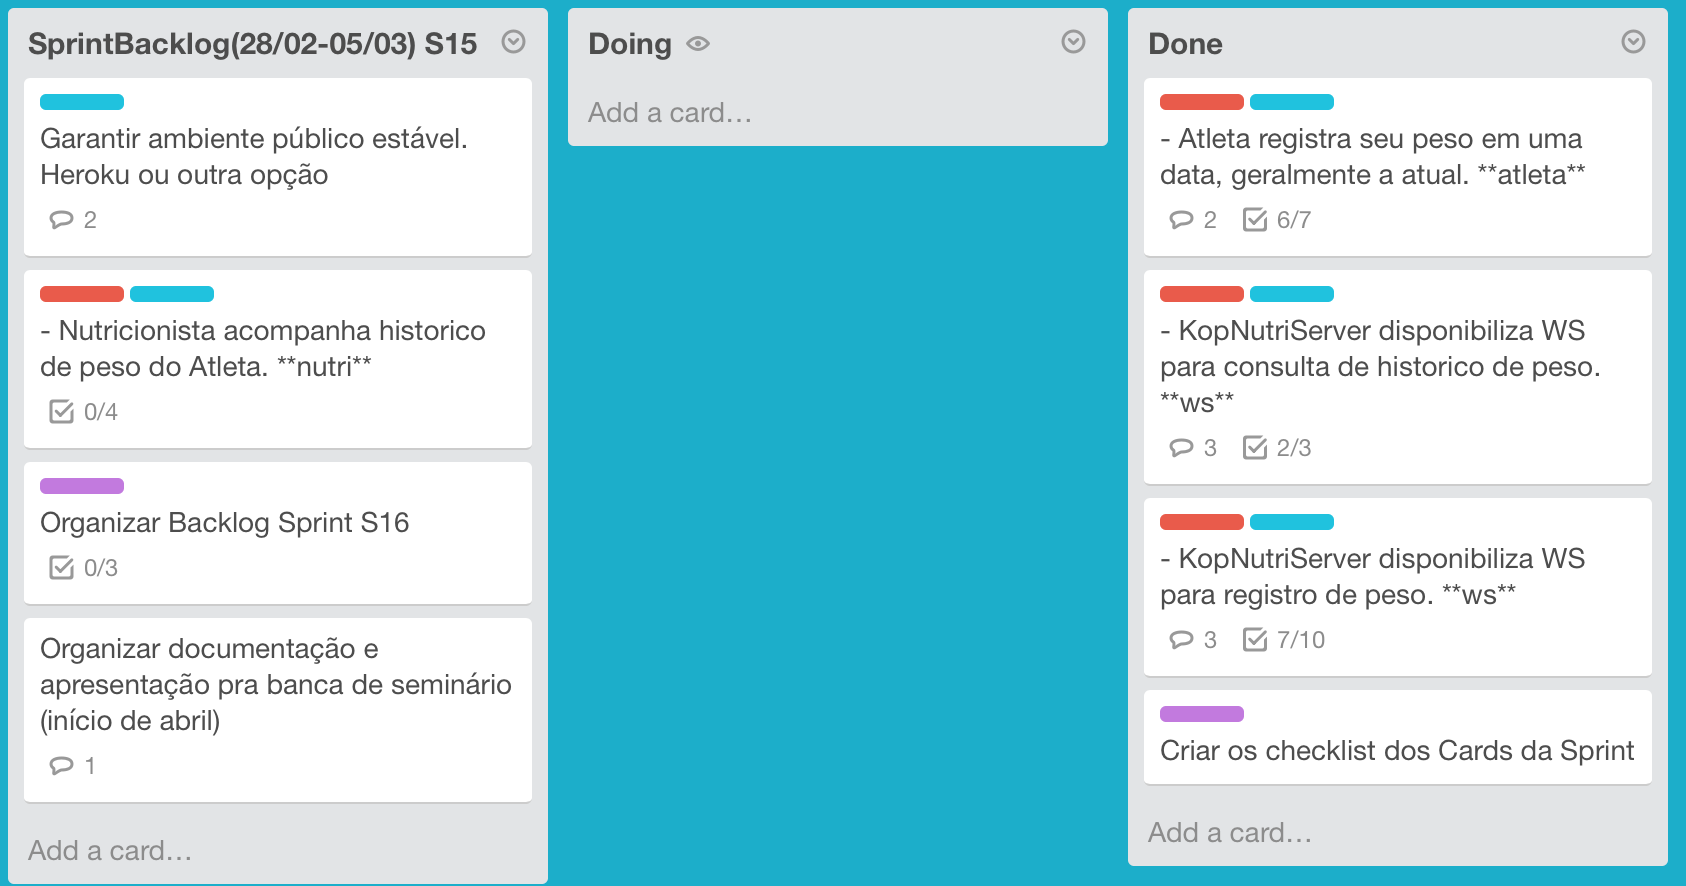 SprintBacklog(28/02-05/03) S15
Garantir ambiente público estável.
Heroku ou outra opção
2
- Nutricionista acompanha historico
de peso do Atleta. **nutri**
0/4
Organizar Backlog Sprint S16
0/3
Organizar documentação e
apresentação pra banca de seminário
(início de abril)
1
Add a card…
Doing
Add a card…
Done
- Atleta registra seu peso em uma
data, geralmente a atual. **atleta**
2 6/7
- KopNutriServer disponibiliza WS
para consulta de historico de peso.
**ws**
3 2/3
- KopNutriServer disponibiliza WS
para registro de peso. **ws**
3 7/10
Criar os checklist dos Cards da Sprint
Add a card…